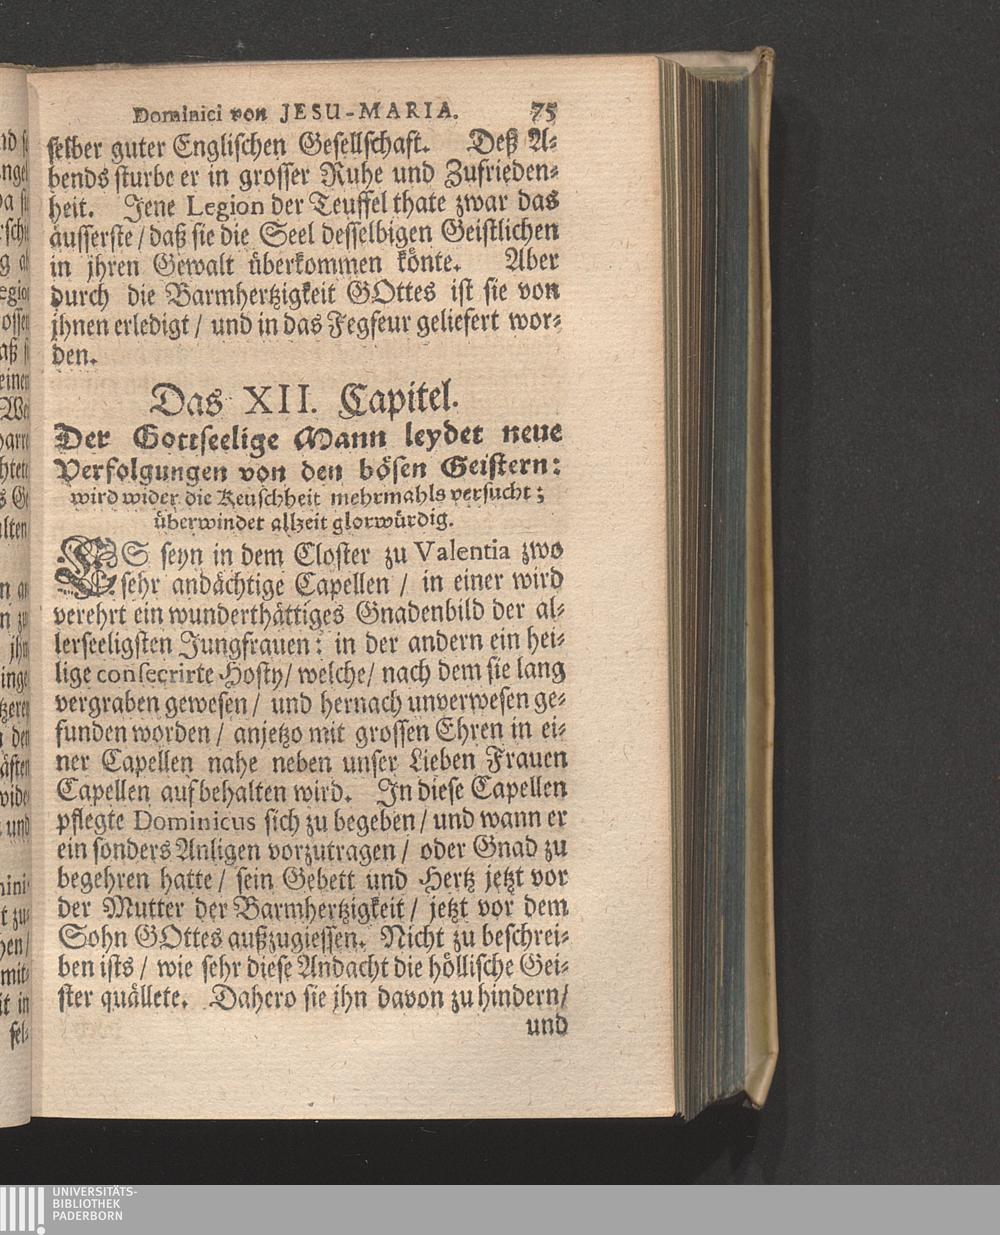 Dominici von JESU-MARIA. 75
selber guter Englischen Gesellschaft. Deß A-
bends sturbe er in grosser Ruhe und Zufrieden-
heit. Jene Legion der Teuffel thate zwar das
äusserste / daß sie die Seel desselbigen Geistlichen
in jhren Gewalt überkommen könte. Aber
durch die Barmhertzigkeit GOttes ist sie von
jhnen erledigt / und in das Fegfeur geliefert wor-
den.
Das XII. Capitel.
Der Gottseelige Mann leydet neue
Verfolgungen von den bösen Geistern:
wird wider die Keuschheit mehrmahls versucht;
überwindet allzeit glorwürdig.
ES seyn in dem Closter zu Valentia zwo
sehr andächtige Capellen / in einer wird
verehrt ein wunderthättiges Gnadenbild der al-
lerseeligsten Jungfrauen: in der andern ein hei-
lige consecrirte Hosty / welche / nach dem sie lang
vergraben gewesen / und hernach unverwesen ge-
funden worden / anjetzo mit grossen Ehren in ei-
ner Capellen nahe neben unser Lieben Frauen
Capellen aufbehalten wird. In diese Capellen
pflegte Dominicus sich zu begeben / und wann er
ein sonders Anligen vorzutragen / oder Gnad zu
begehren hatte / sein Gebett und Hertz jetzt vor
der Mutter der Barmhertzigkeit / jetzt vor dem
Sohn GOttes außzugiessen. Nicht zu beschrei-
ben ists / wie sehr diese Andacht die höllische Gei-
ster quällete. Dahero sie jhn davon zu hindern /
und
UNIVERSITÄTS-
BIBLIOTHEK
PADERBORN